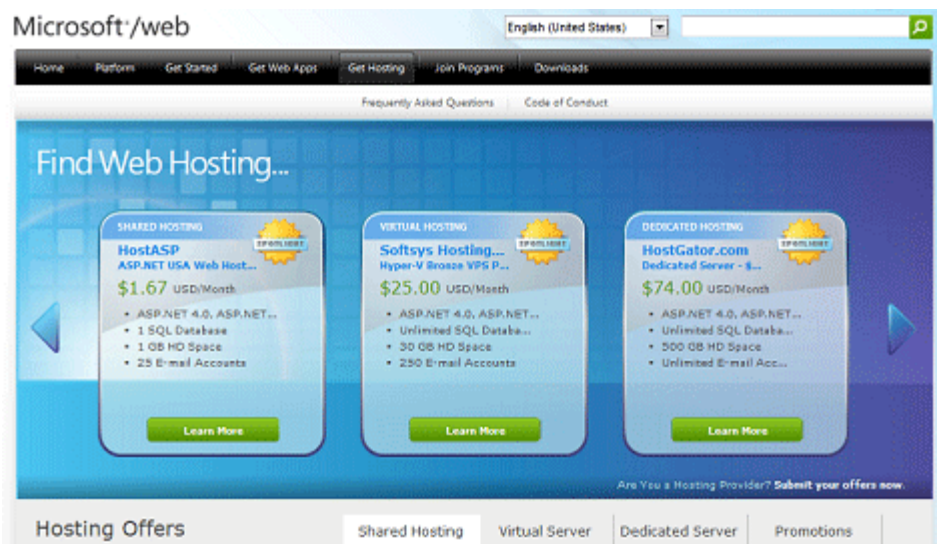 Microsoft /web
English (United States)
Home Platform Get Started Get Web Apps Get Hosting Join Programs Downloads
Frequently Asked Questions | Code of Conduct
Find Web Hosting...
SHARED HOSTING
SPOTLIGHT
HostASP
ASP.NET USA Web Host...
$1.67 USD/Month
• ASP.NET 4.0, ASP.NET...
• 1 SQL Database
• 1 GB HD Space
• 25 E-mail Accounts
Learn More
VIRTUAL HOSTING
SPOTLIGHT
Softsys Hosting...
Hyper-V Bronze VPS P...
$25.00 USD/Month
• ASP.NET 4.0, ASP.NET...
• Unlimited SQL Databa...
• 30 GB HD Space
• 250 E-mail Accounts
Learn More
DEDICATED HOSTING
SPOTLIGHT
HostGator.com
Dedicated Server - $...
$74.00 USD/Month
• ASP.NET 4.0, ASP.NET...
• Unlimited SQL Databa...
• 500 GB HD Space
• Unlimited E-mail Acc...
Learn More
Are You a Hosting Provider? Submit your offers now.
Hosting Offers
Shared Hosting Virtual Server Dedicated Server Promotions